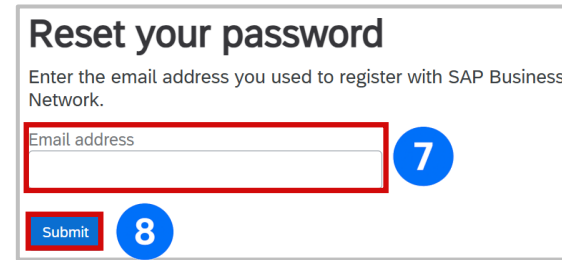 Reset your password
Enter the email address you used to register with SAP Business
Network.
Email address
7
Submit
8